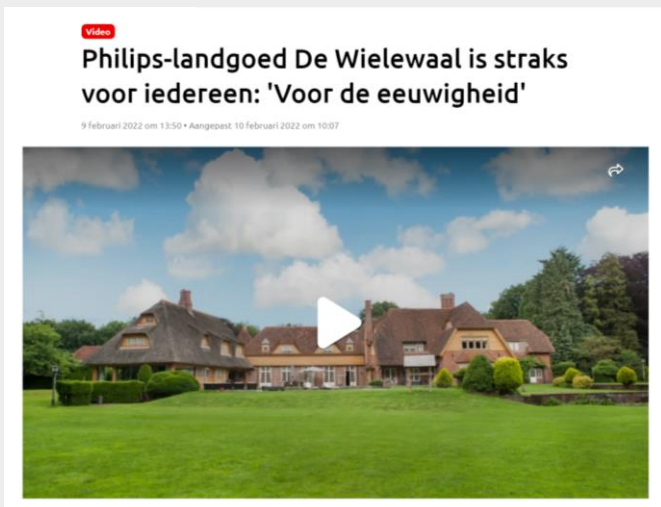 Video
Philips-landgoed De Wielewaal is straks
voor iedereen: 'Voor de eeuwigheid'
9 februari 2022 om 13:50 • Aangepast 10 februari 2022 om 10:07